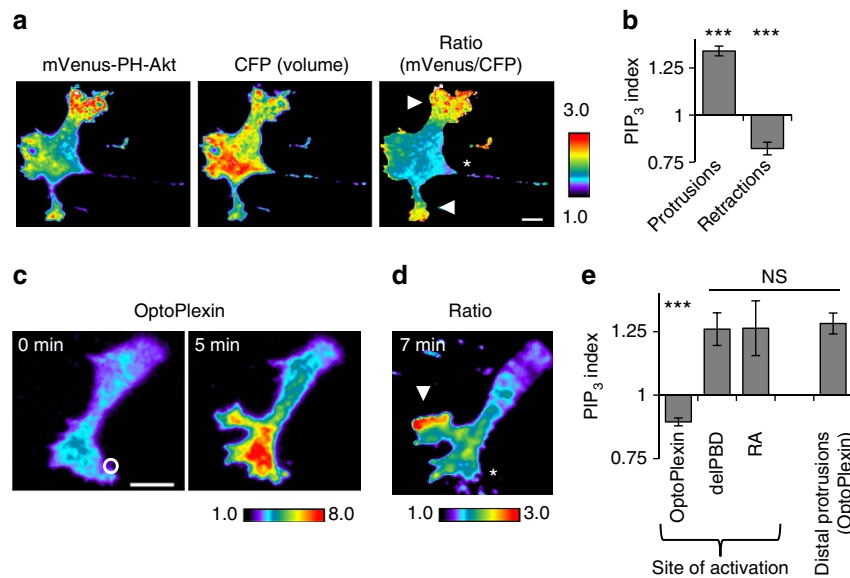 a
mVenus-PH-Akt
CFP (volume)
Ratio
(mVenus/CFP)
*
3.0
1.0
b
*** ***
PIP3 index
1.25
1
0.75
Protrusions
Retractions
c
OptoPlexin
0 min
5 min
1.0 8.0
d
Ratio
7 min
*
1.0 3.0
e
NS
***
PIP3 index
1.25
1
0.75
OptoPlexin
delPBD
RA
Distal protrusions
(OptoPlexin)
Site of activation